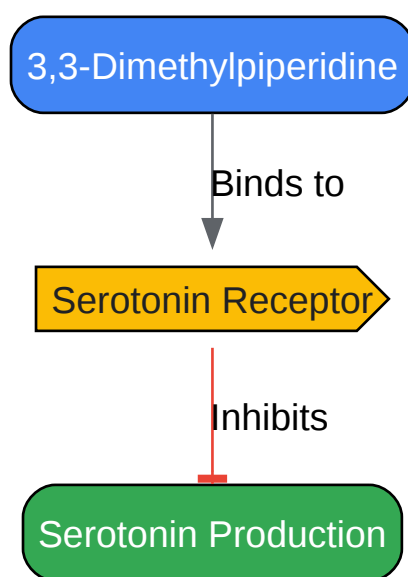 3,3-Dimethylpiperidine
Binds to
Serotonin Receptor
Inhibits
Serotonin Production